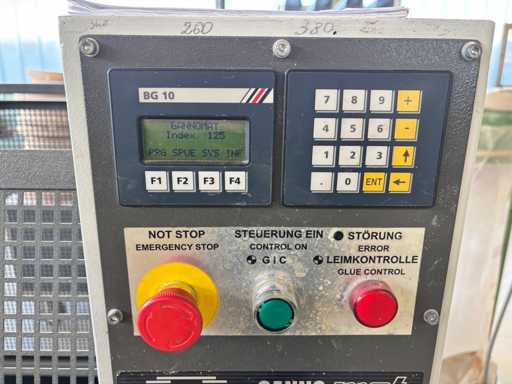 260 380.
BG 10
GANNOMAT
Index 125
PRG SPUE SVS INF
F1 F2 F3 F4
7 8 9 +
4 5 6 -
1 2 3
. 0 ENT
NOT STOP
EMERGENCY STOP
STEUERUNG EIN
CONTROL ON
G | C
STÖRUNG
ERROR
LEIMKONTROLLE
GLUE CONTROL